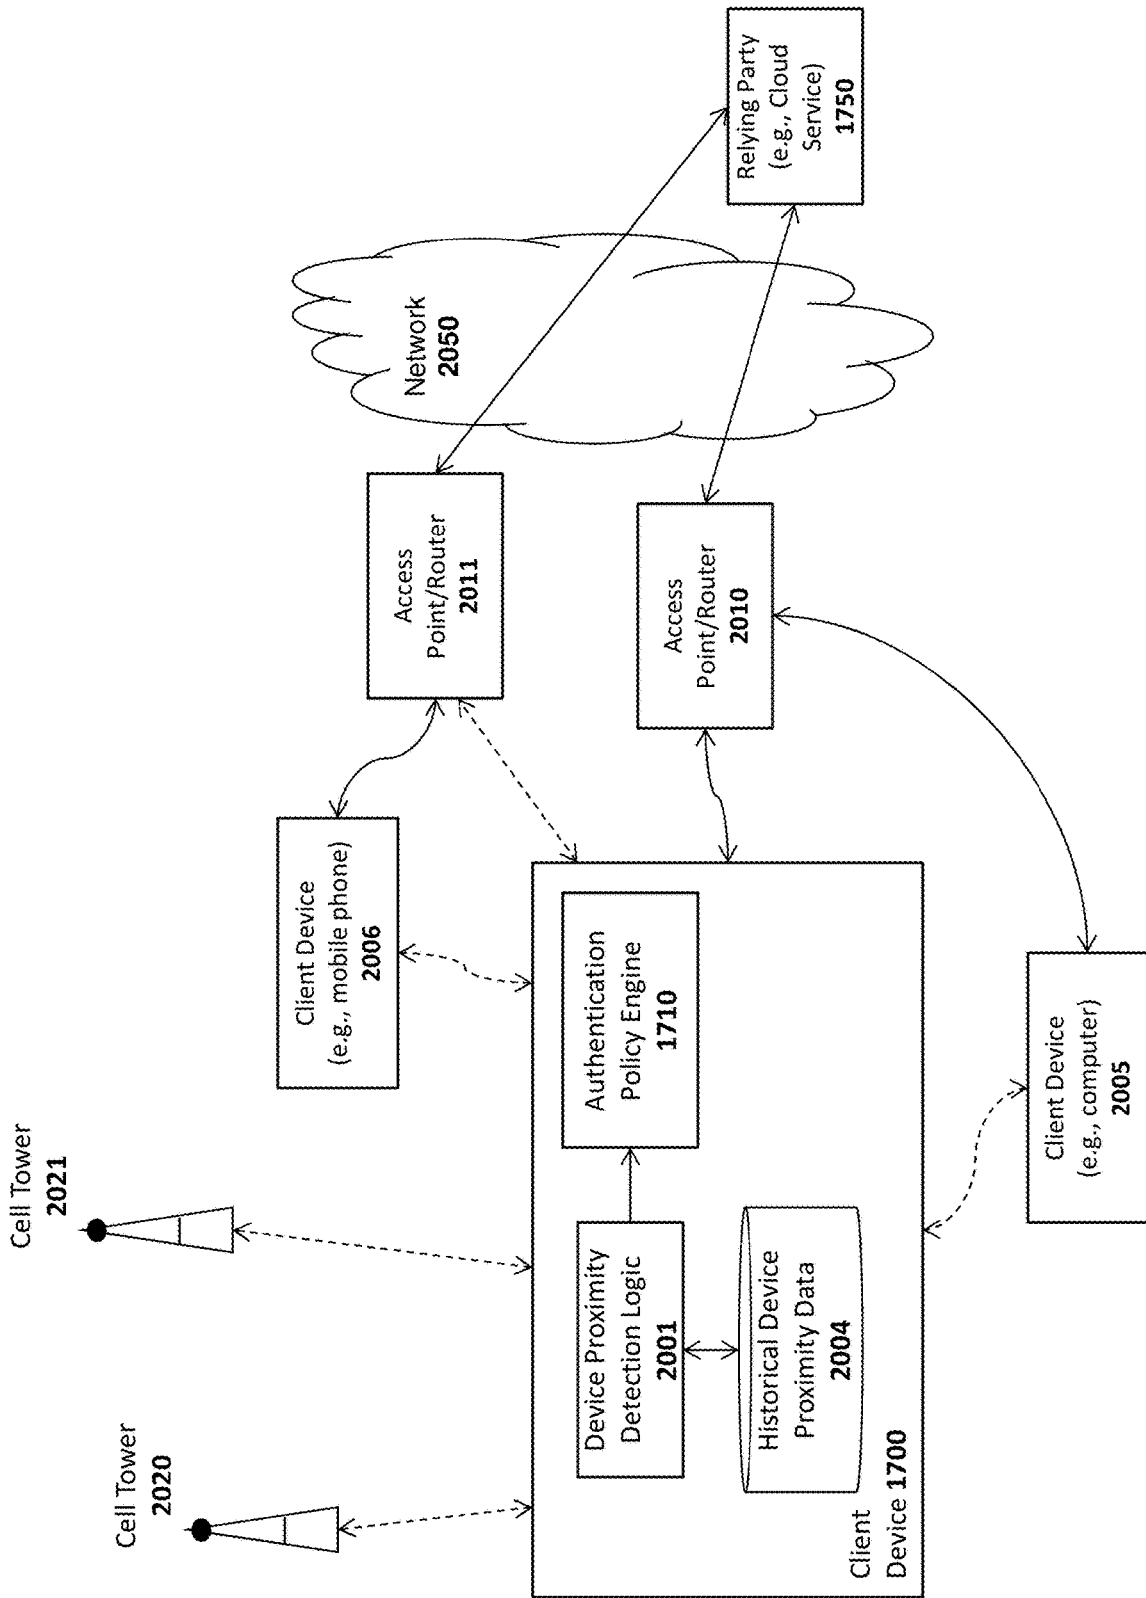 Cell Tower
2020
Cell Tower
2021
Client Device
(e.g., mobile phone)
2006
Access
Point/Router
2011
Network
2050
Relying Party
(e.g., Cloud
Service)
1750
Device Proximity
Detection Logic
2001
Authentication
Policy Engine
1710
Access
Point/Router
2010
Historical Device
Proximity Data
2004
Client
Device 1700
Client Device
(e.g., computer)
2005